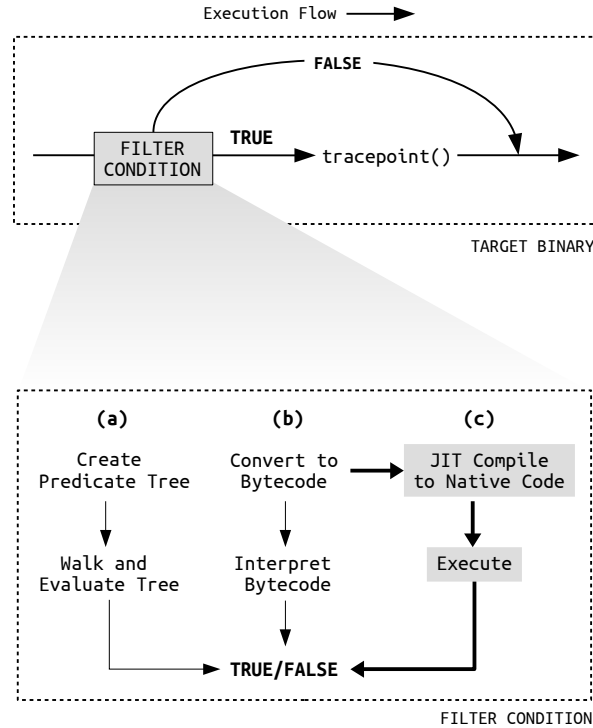 Execution Flow
FALSE
FILTER
CONDITION
TRUE
tracepoint()
TARGET BINARY
(a)
(b)
(c)
Create
Predicate Tree
Convert to
Bytecode
JIT Compile
to Native Code
Walk and
Evaluate Tree
Interpret
Bytecode
Execute
TRUE/FALSE
FILTER CONDITION